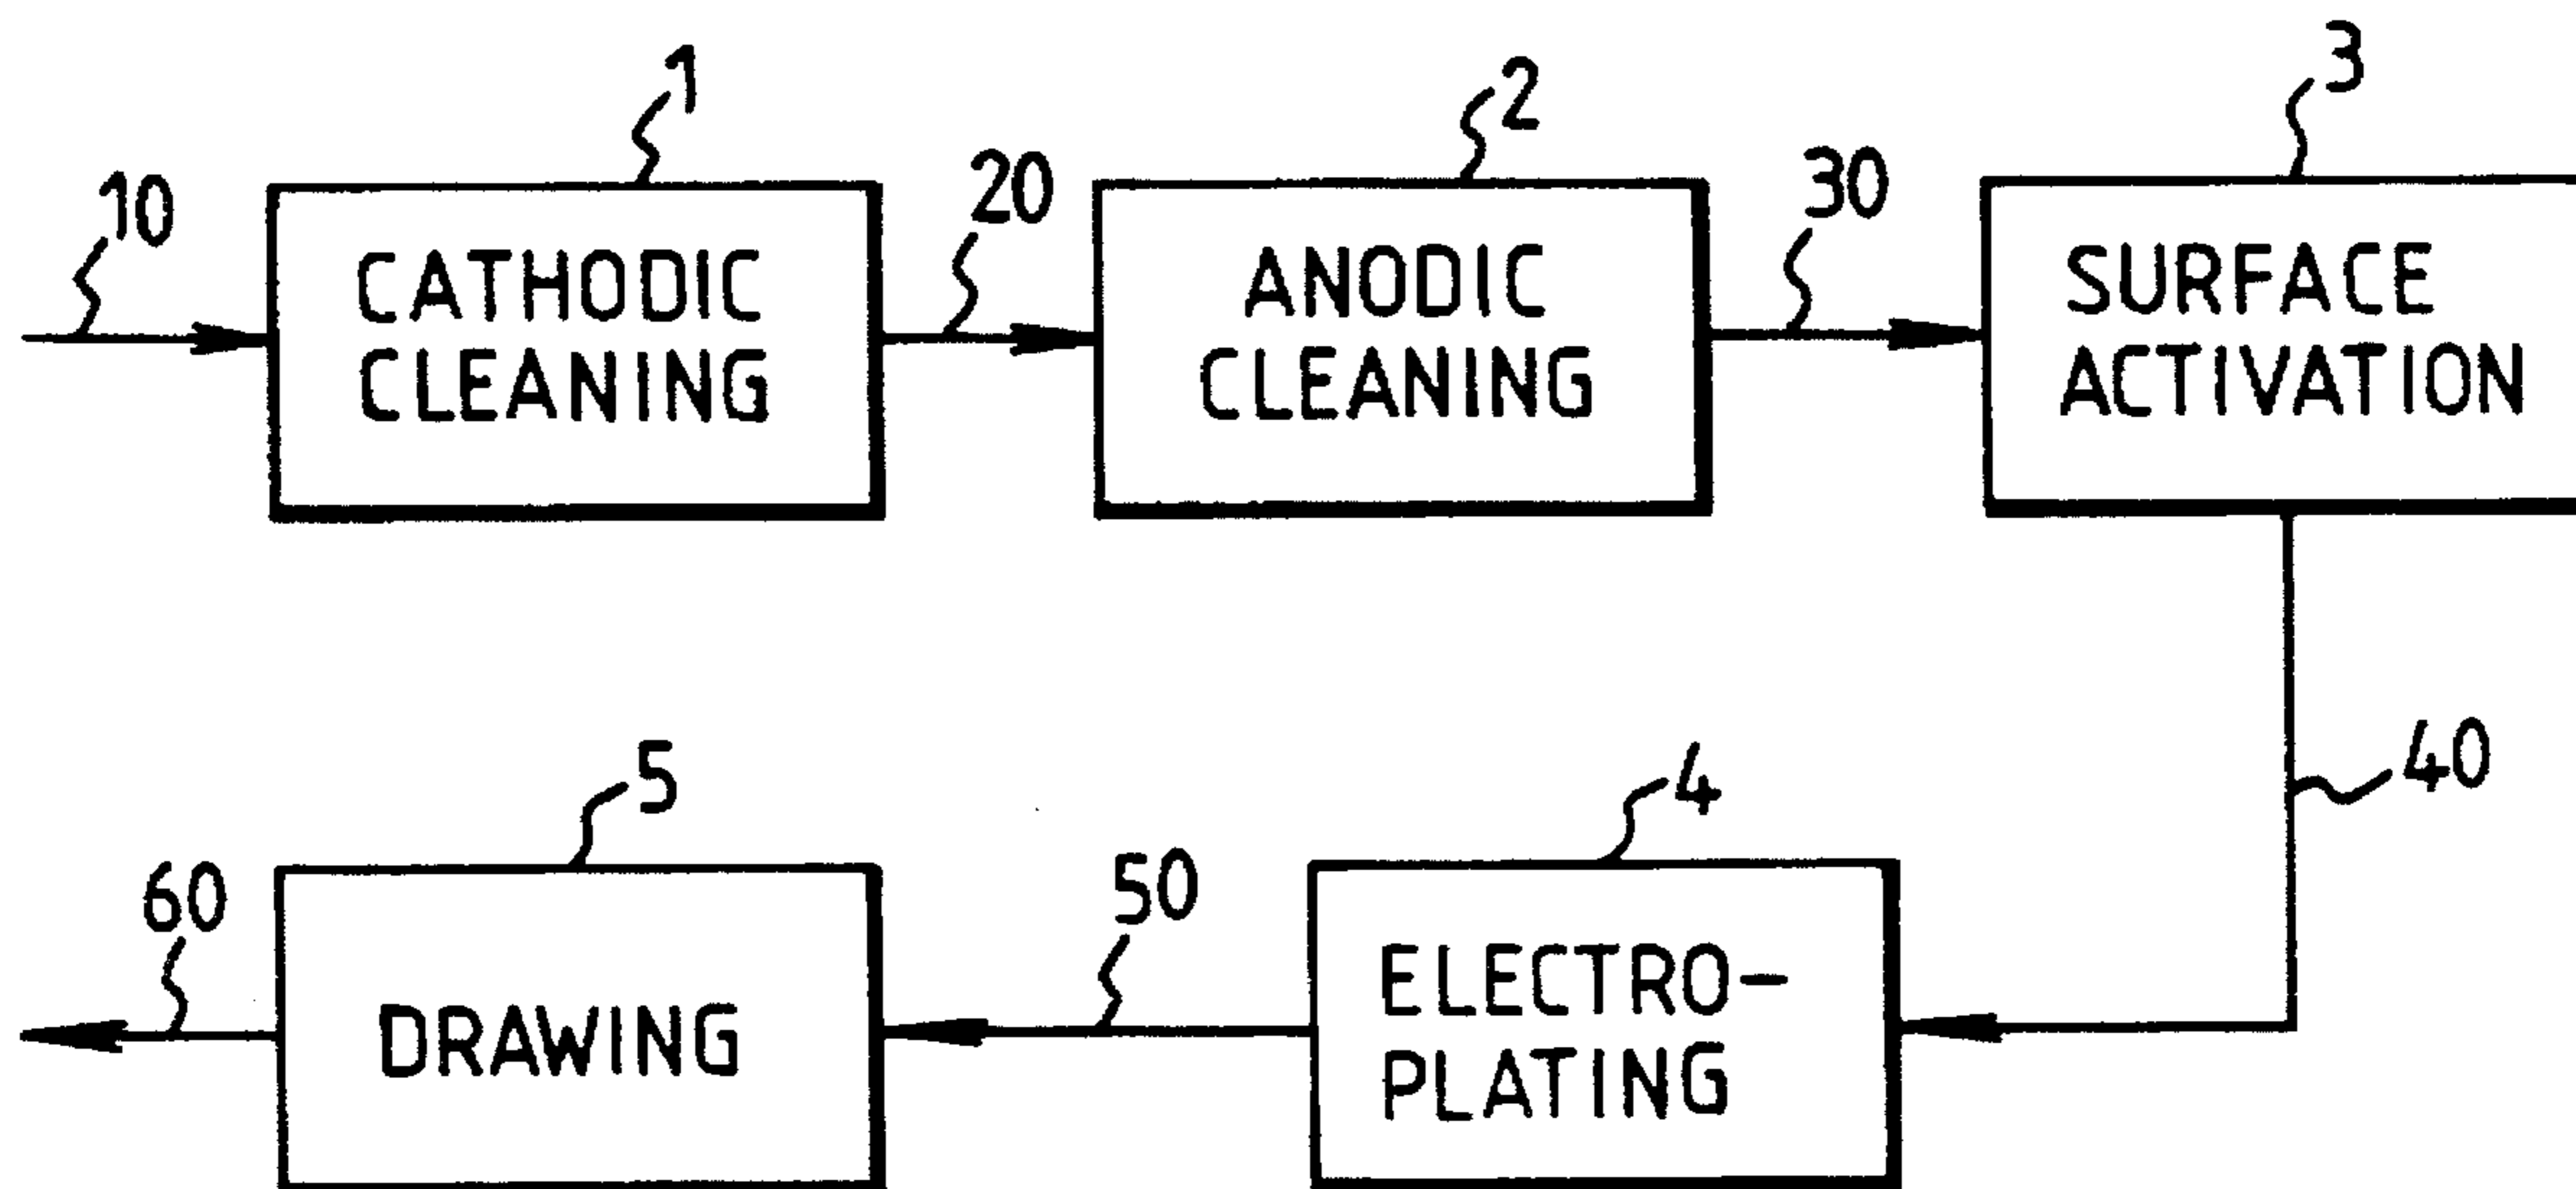 1
2
3
10
20
30
CATHODIC
CLEANING
ANODIC
CLEANING
SURFACE
ACTIVATION
40
5
4
60
50
DRAWING
ELECTRO-
PLATING